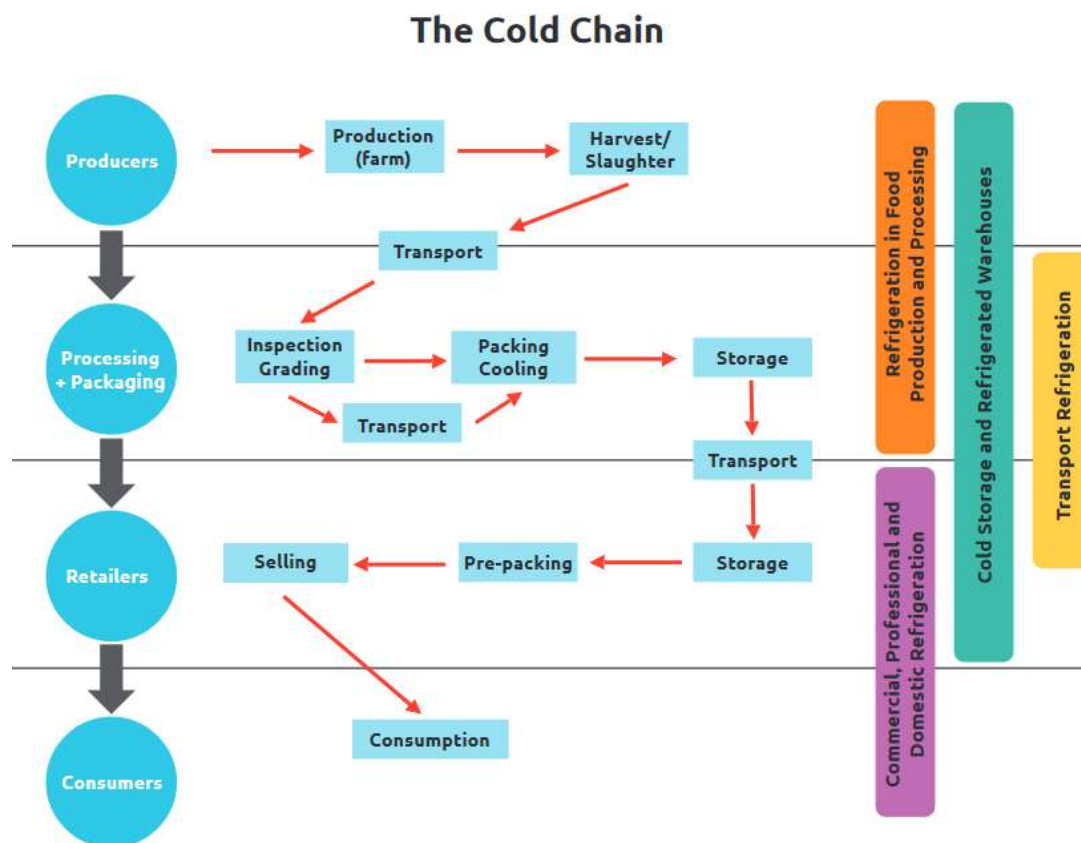 The Cold Chain
Producers
Production
(farm)
Harvest/
Slaughter
Transport
Processing
+ Packaging
Inspection
Grading
Packing
Cooling
Storage
Transport
Transport
Retailers
Selling
Pre-packing
Storage
Consumption
Consumers
Refrigeration in Food
Production and Processing
Commercial, Professional and
Domestic Refrigeration
Cold Storage and Refrigerated Warehouses
Transport Refrigeration